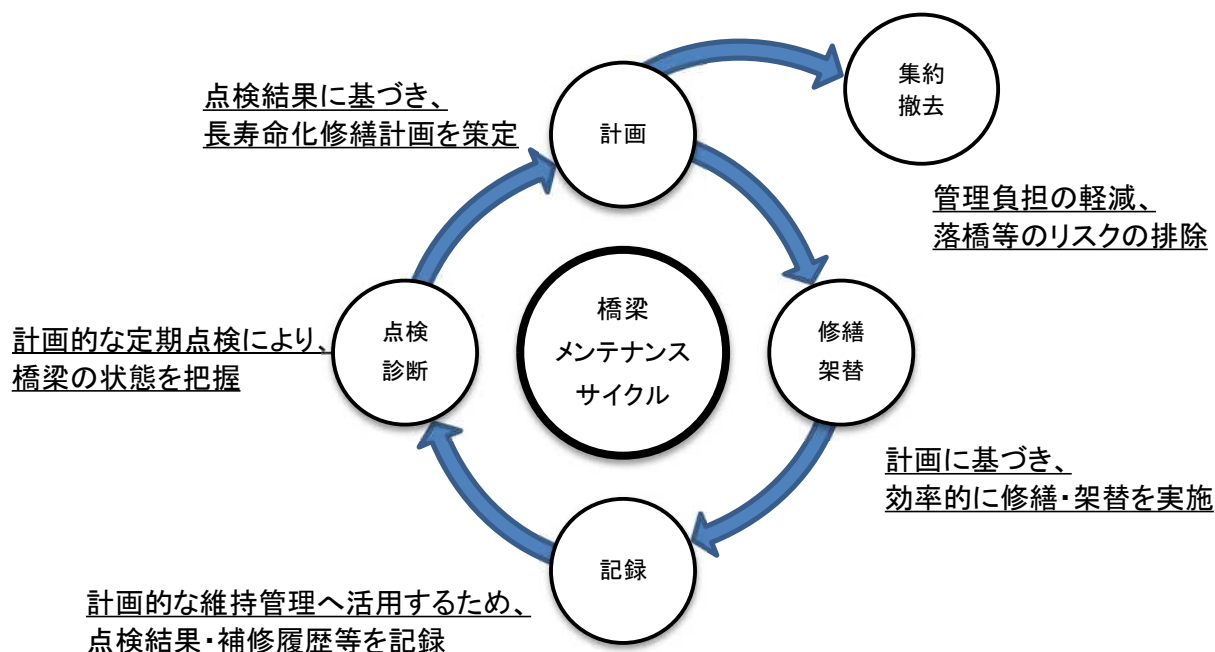 集約
撤去
点検結果に基づき、
長寿命化修繕計画を策定
計画
管理負担の軽減、
落橋等のリスクの排除
橋梁
メンテナンス
サイクル
点検
診断
修繕
架替
計画的な定期点検により、
橋梁の状態を把握
計画に基づき、
効率的に修繕・架替を実施
記録
計画的な維持管理へ活用するため、
点検結果・補修履歴等を記録